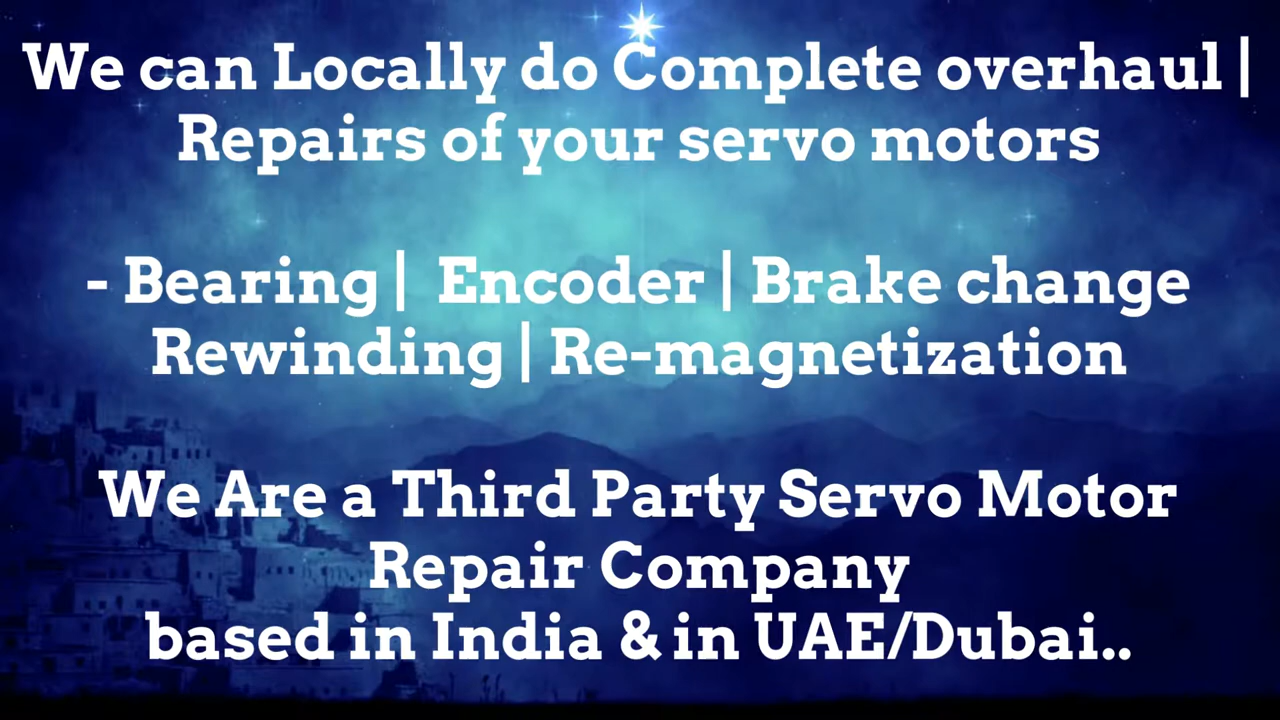 We can Locally do Complete overhaul |
Repairs of your servo motors
- Bearing | Encoder | Brake change
Rewinding | Re-magnetization
We Are a Third Party Servo Motor
Repair Company
based in India & in UAE/Dubai..